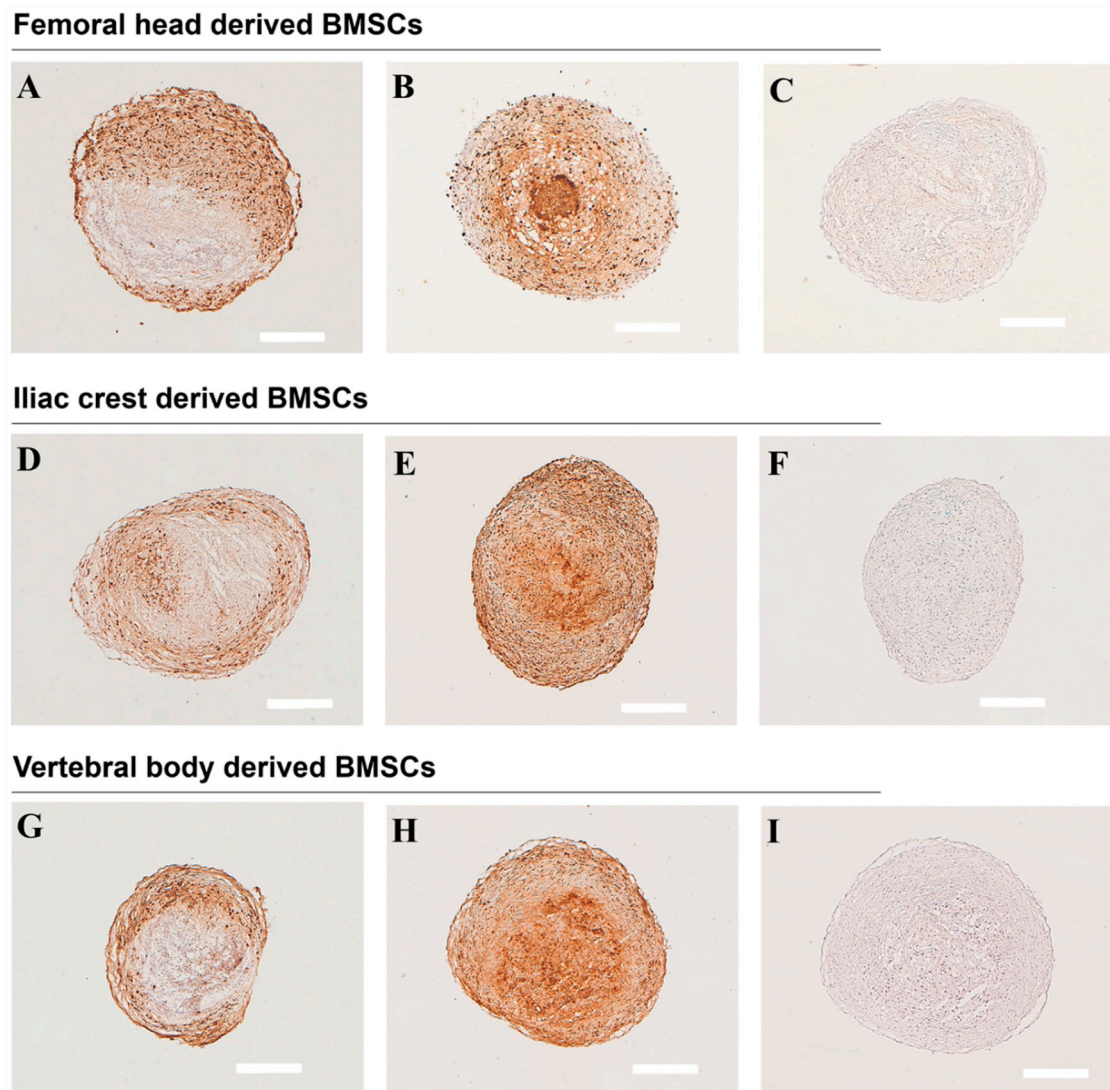 Femoral head derived BMSCs
A B C
Iliac crest derived BMSCs
D E F
Vertebral body derived BMSCs
G H I